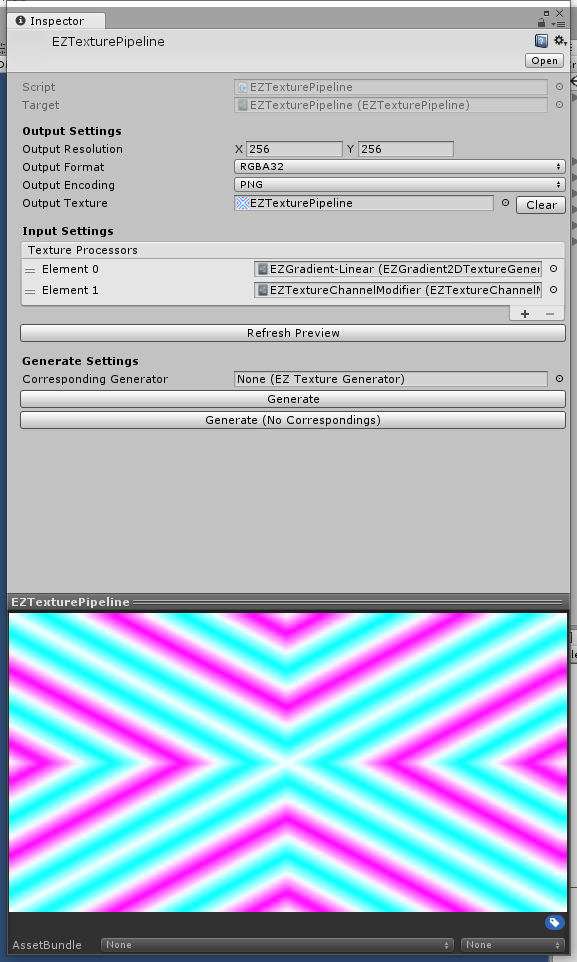 Inspector
EZTexturePipeline
Open
Script EZTexturePipeline
Target EZTexturePipeline (EZTexturePipeline)
Output Settings
Output Resolution X 256 Y 256
Output Format RGBA32
Output Encoding PNG
Output Texture EZTexturePipeline Clear
Input Settings
Texture Processors
Element 0 EZGradient-Linear (EZGradient2DTextureGener
Element 1 EZTextureChannelModifier (EZTextureChannelM
Refresh Preview
Generate Settings
Corresponding Generator None (EZ Texture Generator)
Generate
Generate (No Correspondings)
EZTexturePipeline
AssetBundle None None